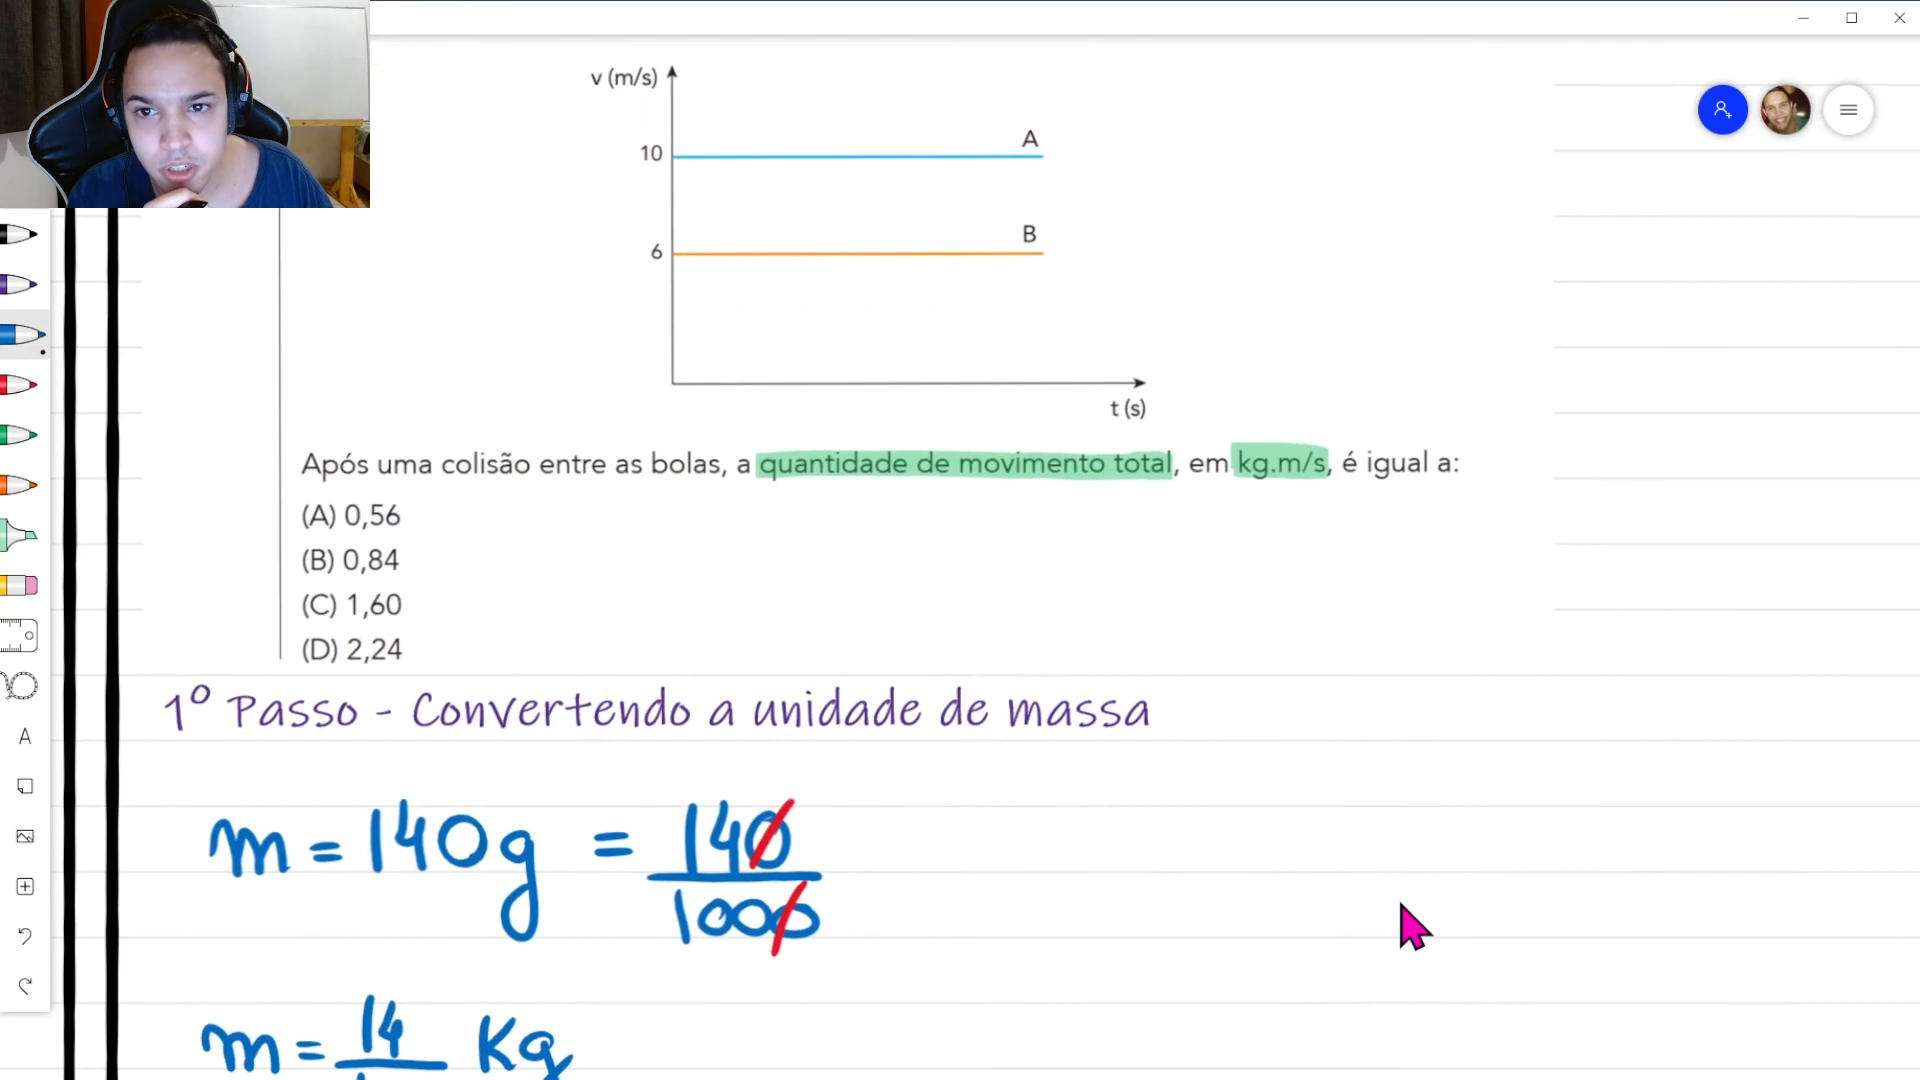 v (m/s)
10
A
6
B
t (s)
Após uma colisão entre as bolas, a quantidade de movimento total, em kg.m/s, é igual a:
(A) 0,56
(B) 0,84
(C) 1,60
(D) 2,24
1º Passo - Convertendo a unidade de massa
m = 140g = 140
1000
m = 14 Kg
A